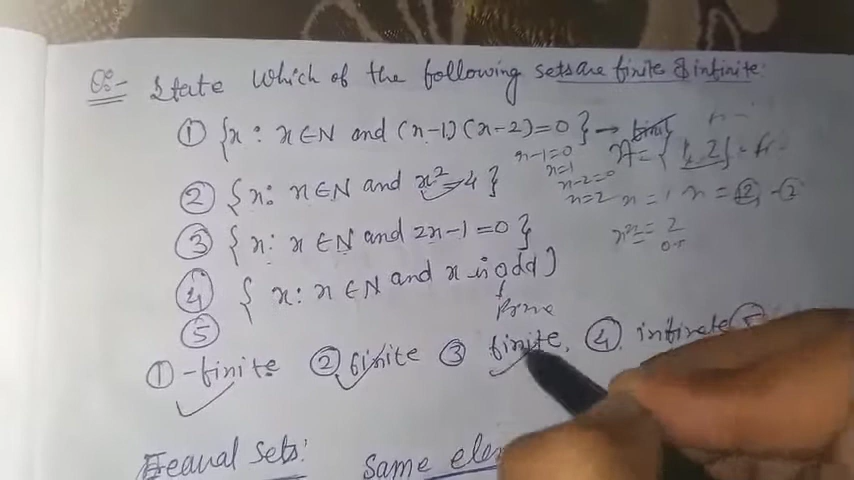 Q:- State which of the following sets are finite & infinite:
① {x : x ∈ N and (x-1)(x-2)=0} → finite
x-1=0
x=1
x-2=0
x=2
A = {1, 2} =
② {x: x ∈ N and x²=4}
x = 2, -2
③ {x: x ∈ N and 2x-1=0}
④ {x: x ∈ N and x is odd}
Prime
⑤
① - finite ② finite ③ finite, ④ infinite ⑤
Equal Sets: Same